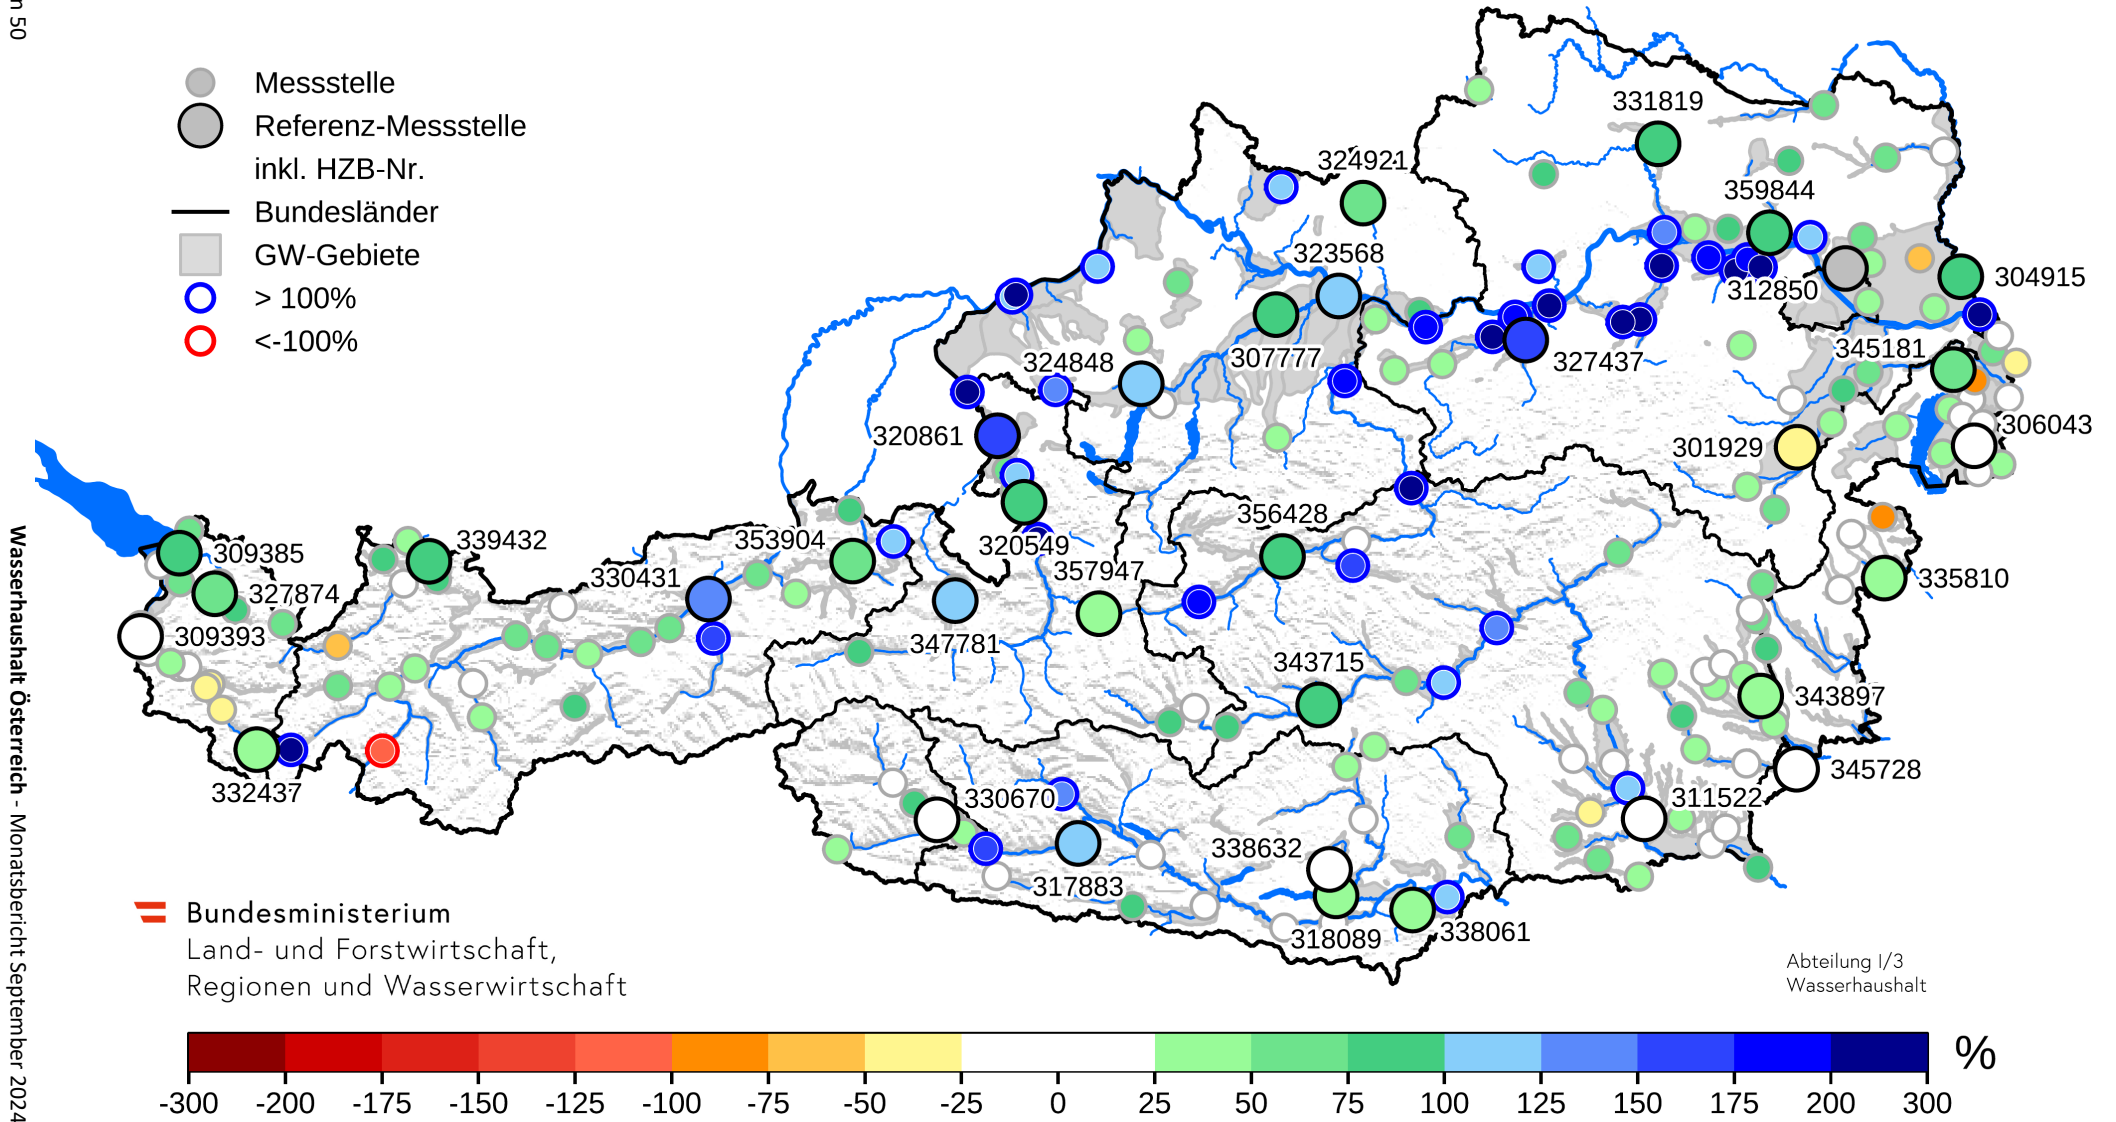 n 50
Wasserhaushalt Österreich - Monatsbericht September 2024
Messstelle
Referenz-Messstelle
inkl. HZB-Nr.
Bundesländer
GW-Gebiete
> 100%
<-100%
331819
324921
359844
323568
304915
312850
307777
327437
345181
324848
320861
306043
301929
356428
339432
353904
309385
320549
357947
330431
335810
327874
309393
347781
343715
343897
345728
332437
330670
311522
338632
317883
318089
338061
Bundesministerium
Land- und Forstwirtschaft,
Regionen und Wasserwirtschaft
Abteilung I/3
Wasserhaushalt
%
-300 -200 -175 -150 -125 -100 -75 -50 -25 0 25 50 75 100 125 150 175 200 300